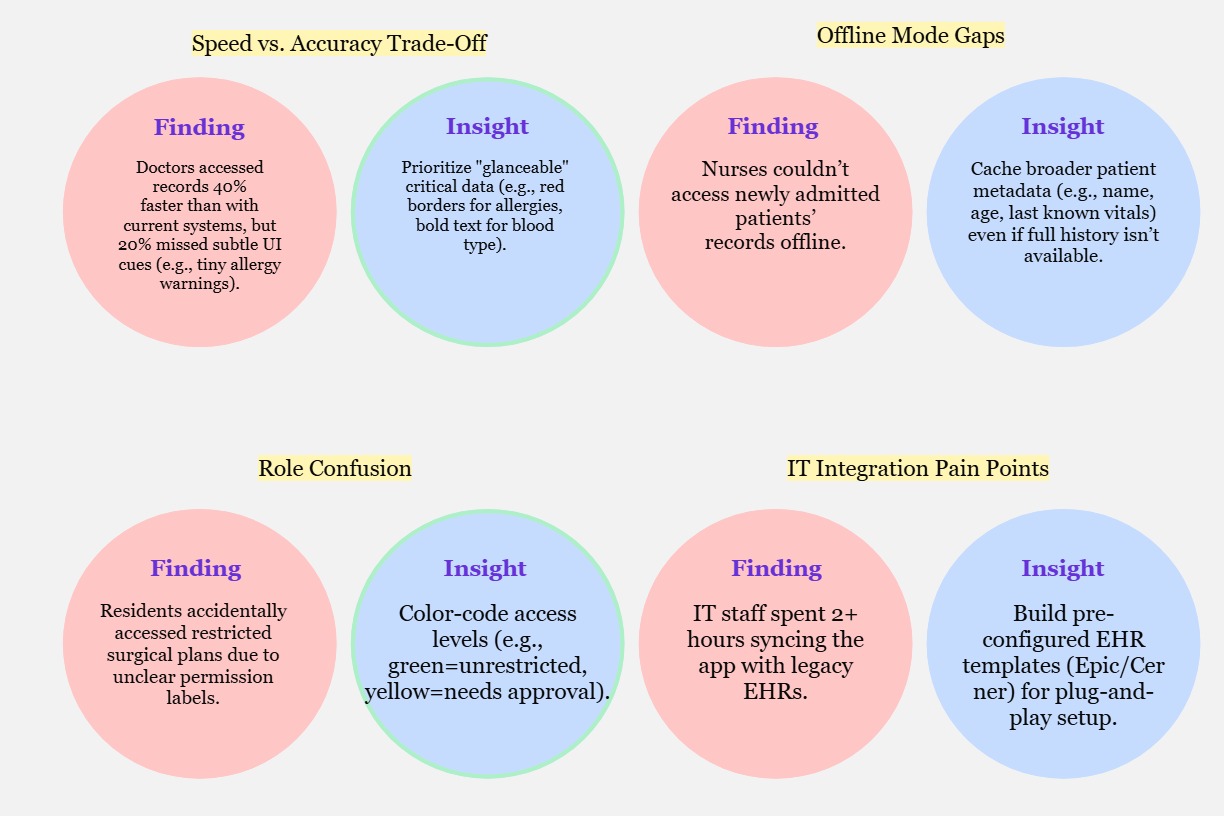 Speed vs. Accuracy Trade-Off
Finding
Doctors accessed
records 40%
faster than with
current systems, but
20% missed subtle UI
cues (e.g., tiny allergy
warnings).
Insight
Prioritize "glanceable"
critical data (e.g., red
borders for allergies,
bold text for blood
type).
Offline Mode Gaps
Finding
Nurses couldn’t
access newly admitted
patients’
records offline.
Insight
Cache broader patient
metadata (e.g., name,
age, last known vitals)
even if full history isn’t
available.
Role Confusion
Finding
Residents accidentally
accessed restricted
surgical plans due to
unclear permission
labels.
Insight
Color-code access
levels (e.g.,
green=unrestricted,
yellow=needs approval).
IT Integration Pain Points
Finding
IT staff spent 2+
hours syncing the
app with legacy
EHRs.
Insight
Build pre-
configured EHR
templates (Epic/Cer
ner) for plug-and-
play setup.